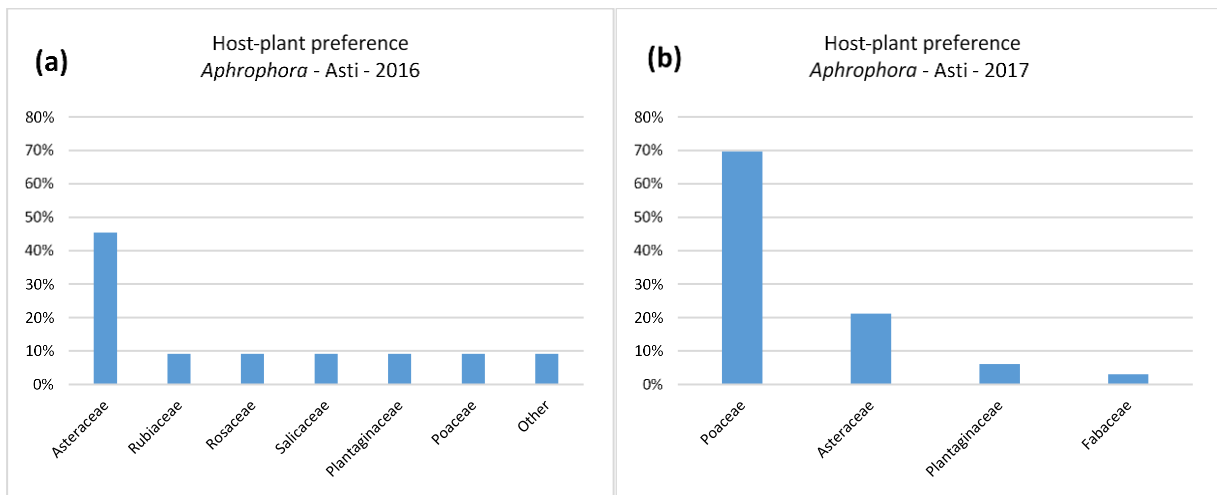 (a)
Host-plant preference
Aphrophora - Asti - 2016
80%
70%
60%
50%
40%
30%
20%
10%
0%
Asteraceae
Rubiaceae
Rosaceae
Salicaceae
Plantaginaceae
Poaceae
Other
(b)
Host-plant preference
Aphrophora - Asti - 2017
80%
70%
60%
50%
40%
30%
20%
10%
0%
Poaceae
Asteraceae
Plantaginaceae
Fabaceae